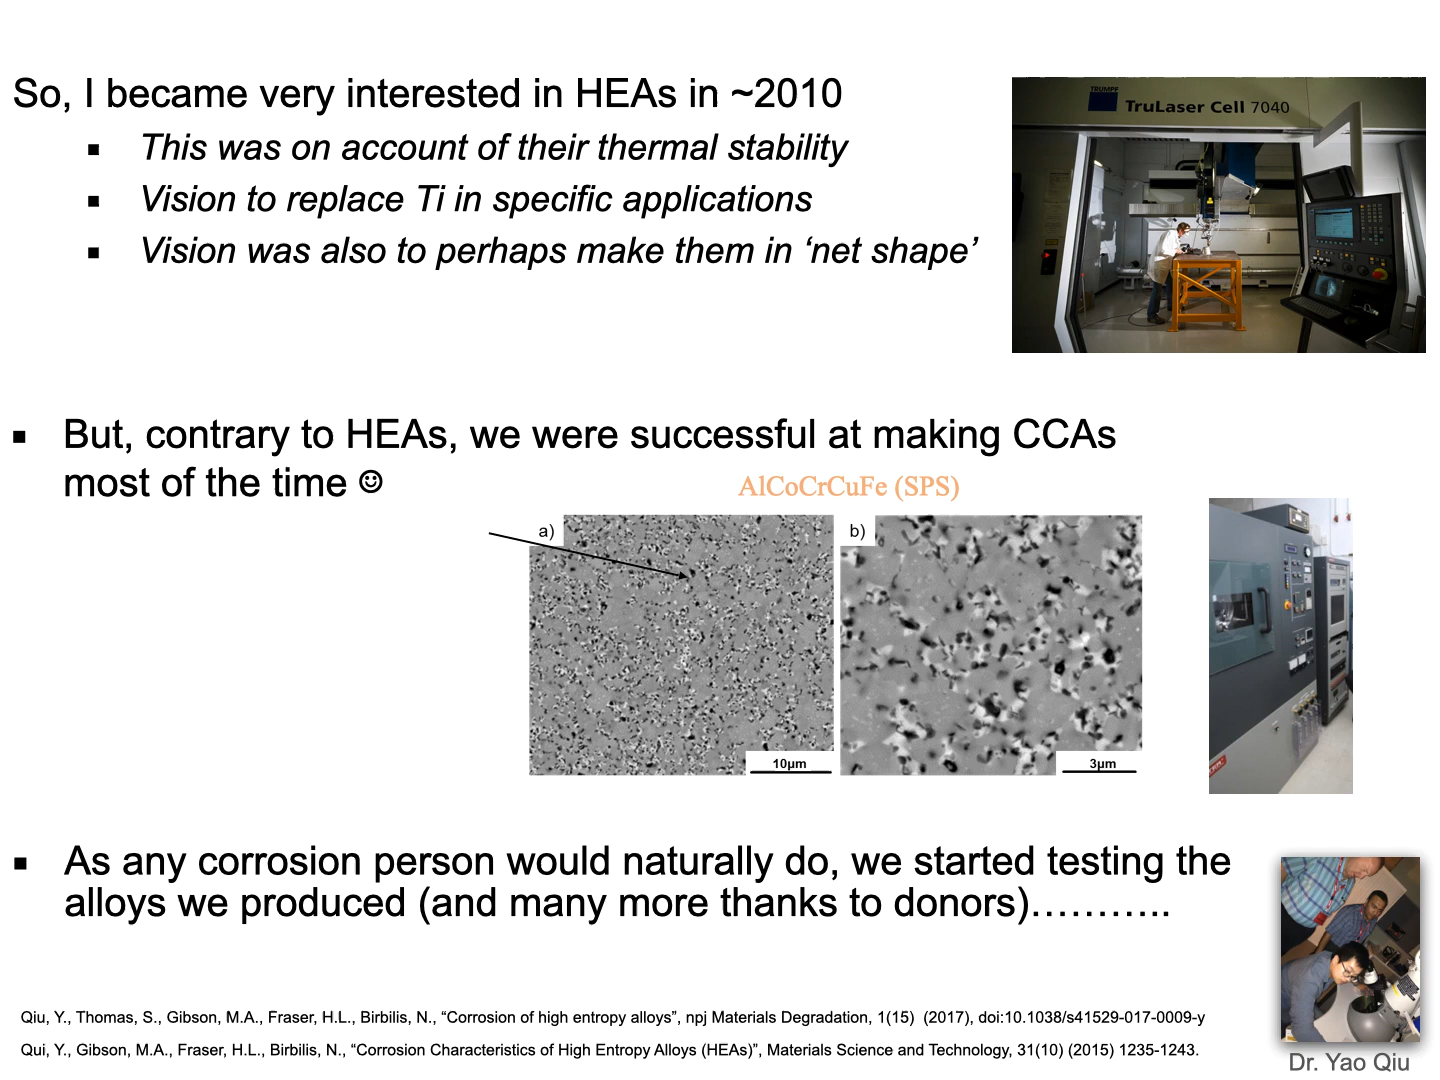 So, I became very interested in HEAs in ~2010
▪ This was on account of their thermal stability
▪ Vision to replace Ti in specific applications
▪ Vision was also to perhaps make them in ‘net shape’
TRUMPF
TruLaser Cell 7040
▪ But, contrary to HEAs, we were successful at making CCAs
most of the time ☺
AlCoCrCuFe (SPS)
a)
b)
10µm
3µm
▪ As any corrosion person would naturally do, we started testing the
alloys we produced (and many more thanks to donors)………..
Qiu, Y., Thomas, S., Gibson, M.A., Fraser, H.L., Birbilis, N., “Corrosion of high entropy alloys”, npj Materials Degradation, 1(15) (2017), doi:10.1038/s41529-017-0009-y
Qui, Y., Gibson, M.A., Fraser, H.L., Birbilis, N., “Corrosion Characteristics of High Entropy Alloys (HEAs)”, Materials Science and Technology, 31(10) (2015) 1235-1243.
Dr. Yao Qiu